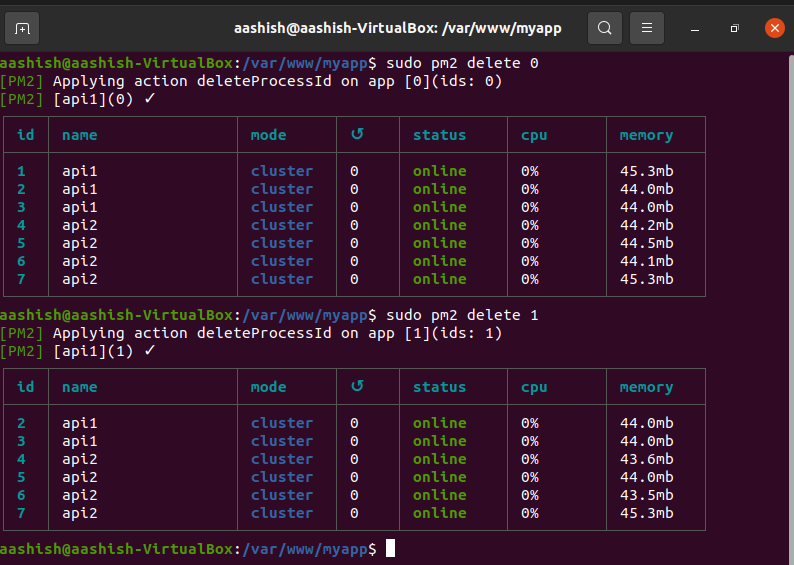 aashish@aashish-VirtualBox: /var/www/myapp
aashish@aashish-VirtualBox:/var/www/myapp$ sudo pm2 delete 0
[PM2] Applying action deleteProcessId on app [0](ids: 0)
[PM2] [api1](0) ✓
id name mode ↺ status cpu memory
1 api1 cluster 0 online 0% 45.3mb
2 api1 cluster 0 online 0% 44.0mb
3 api1 cluster 0 online 0% 44.0mb
4 api2 cluster 0 online 0% 44.2mb
5 api2 cluster 0 online 0% 44.5mb
6 api2 cluster 0 online 0% 44.1mb
7 api2 cluster 0 online 0% 45.3mb
aashish@aashish-VirtualBox:/var/www/myapp$ sudo pm2 delete 1
[PM2] Applying action deleteProcessId on app [1](ids: 1)
[PM2] [api1](1) ✓
id name mode ↺ status cpu memory
2 api1 cluster 0 online 0% 44.0mb
3 api1 cluster 0 online 0% 44.0mb
4 api2 cluster 0 online 0% 43.6mb
5 api2 cluster 0 online 0% 44.0mb
6 api2 cluster 0 online 0% 43.5mb
7 api2 cluster 0 online 0% 45.3mb
aashish@aashish-VirtualBox:/var/www/myapp$